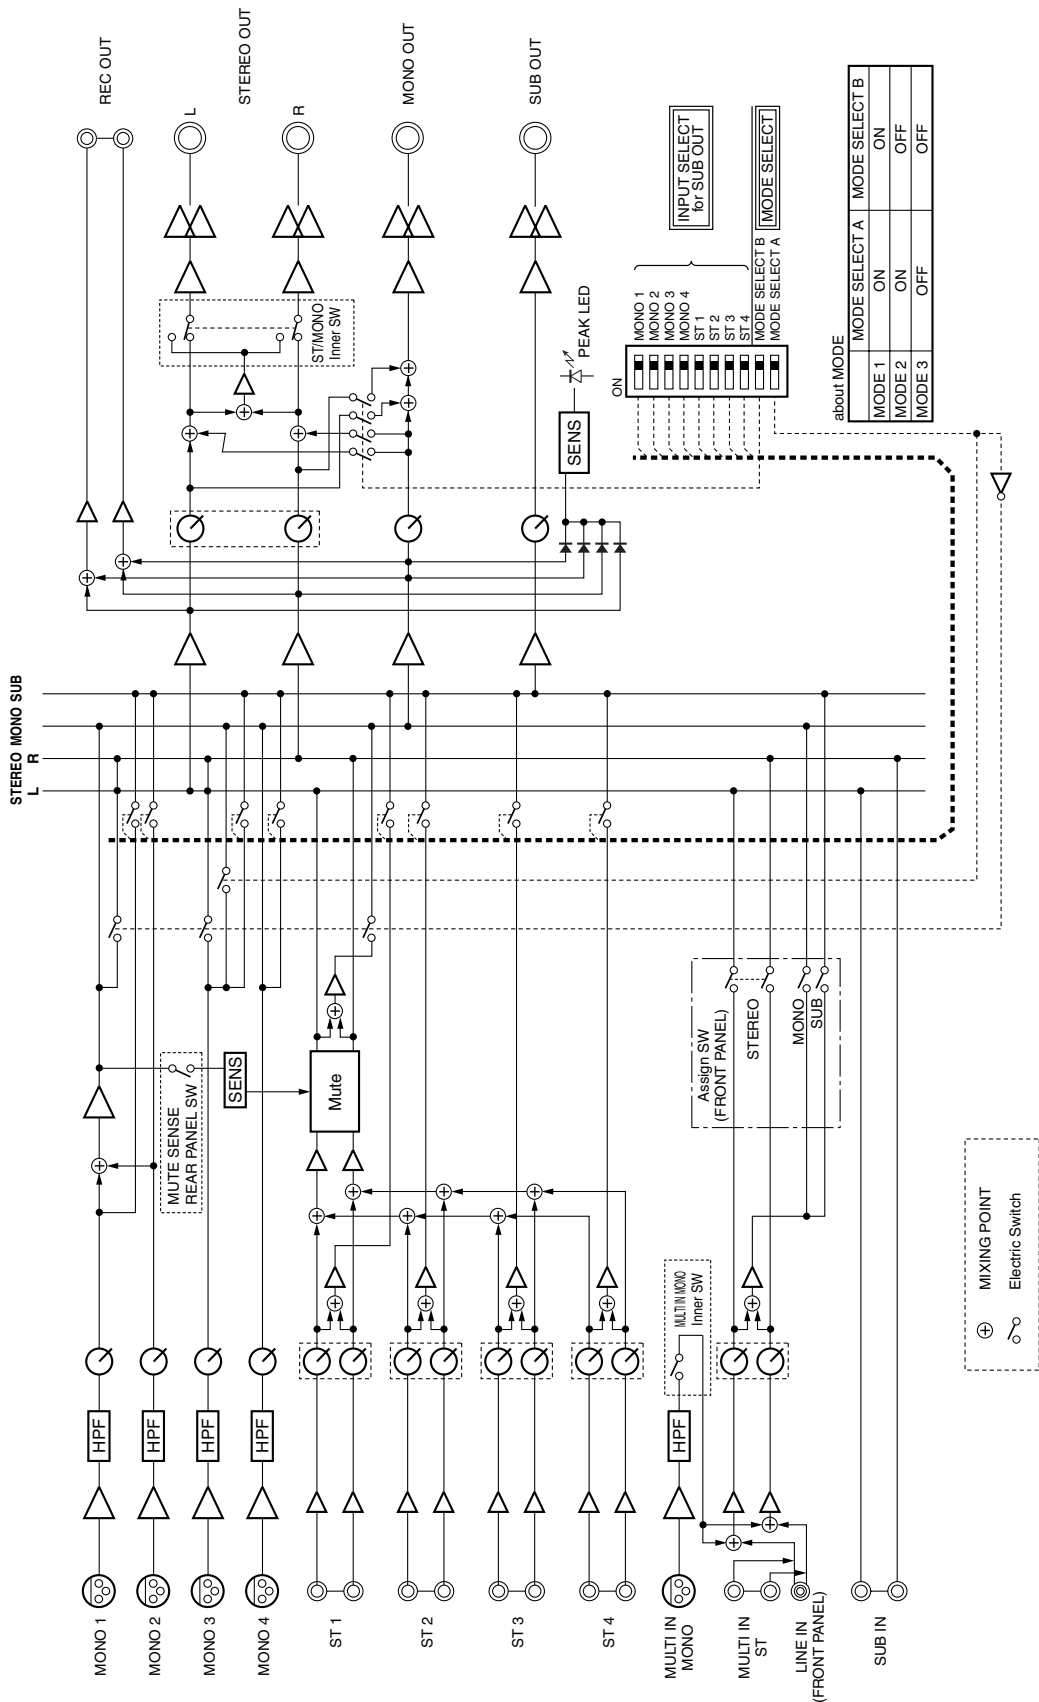 REC OUT
STEREO OUT
L
R
MONO OUT
SUB OUT
ST/MONO
Inner SW
PEAK LED
SENS
ON
MONO 1
MONO 2
MONO 3
MONO 4
ST 1
ST 2
ST 3
ST 4
MODE SELECT B
MODE SELECT A
INPUT SELECT
for SUB OUT
MODE SELECT
about MODE
MODE SELECT A MODE SELECT B
MODE 1 ON ON
MODE 2 ON OFF
MODE 3 OFF OFF
STEREO MONO SUB
L R
MUTE SENSE
REAR PANEL SW
SENS
Mute
Assign SW
(FRONT PANEL)
STEREO
MONO
SUB
MULTI IN MONO
Inner SW
HPF
HPF
HPF
HPF
HPF
MONO 1
MONO 2
MONO 3
MONO 4
ST 1
ST 2
ST 3
ST 4
MULTI IN
MONO
MULTI IN
ST
LINE IN
(FRONT PANEL)
SUB IN
MIXING POINT
Electric Switch